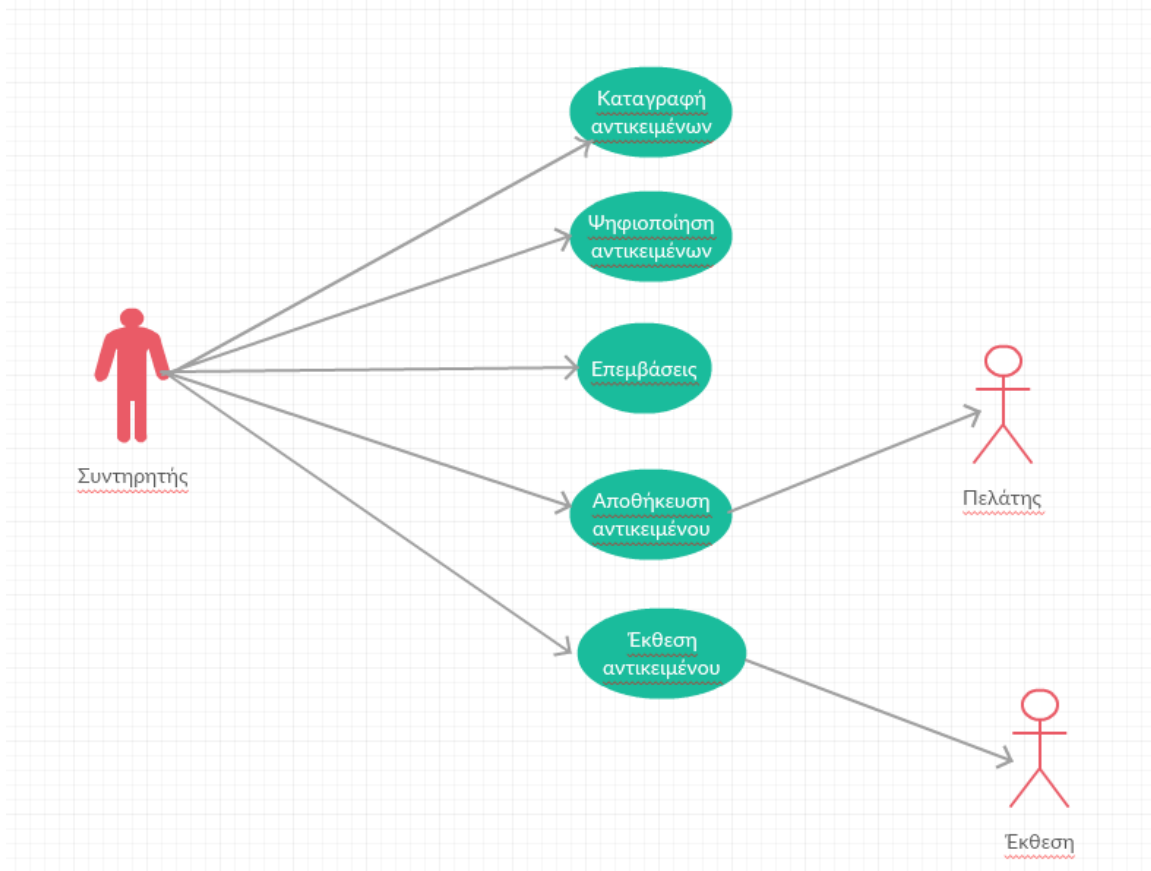 Καταγραφή
αντικειμένων
Ψηφιοποίηση
αντικειμένων
Επεμβάσεις
Συντηρητής
Αποθήκευση
αντικειμένου
Πελάτης
Έκθεση
αντικειμένου
Έκθεση